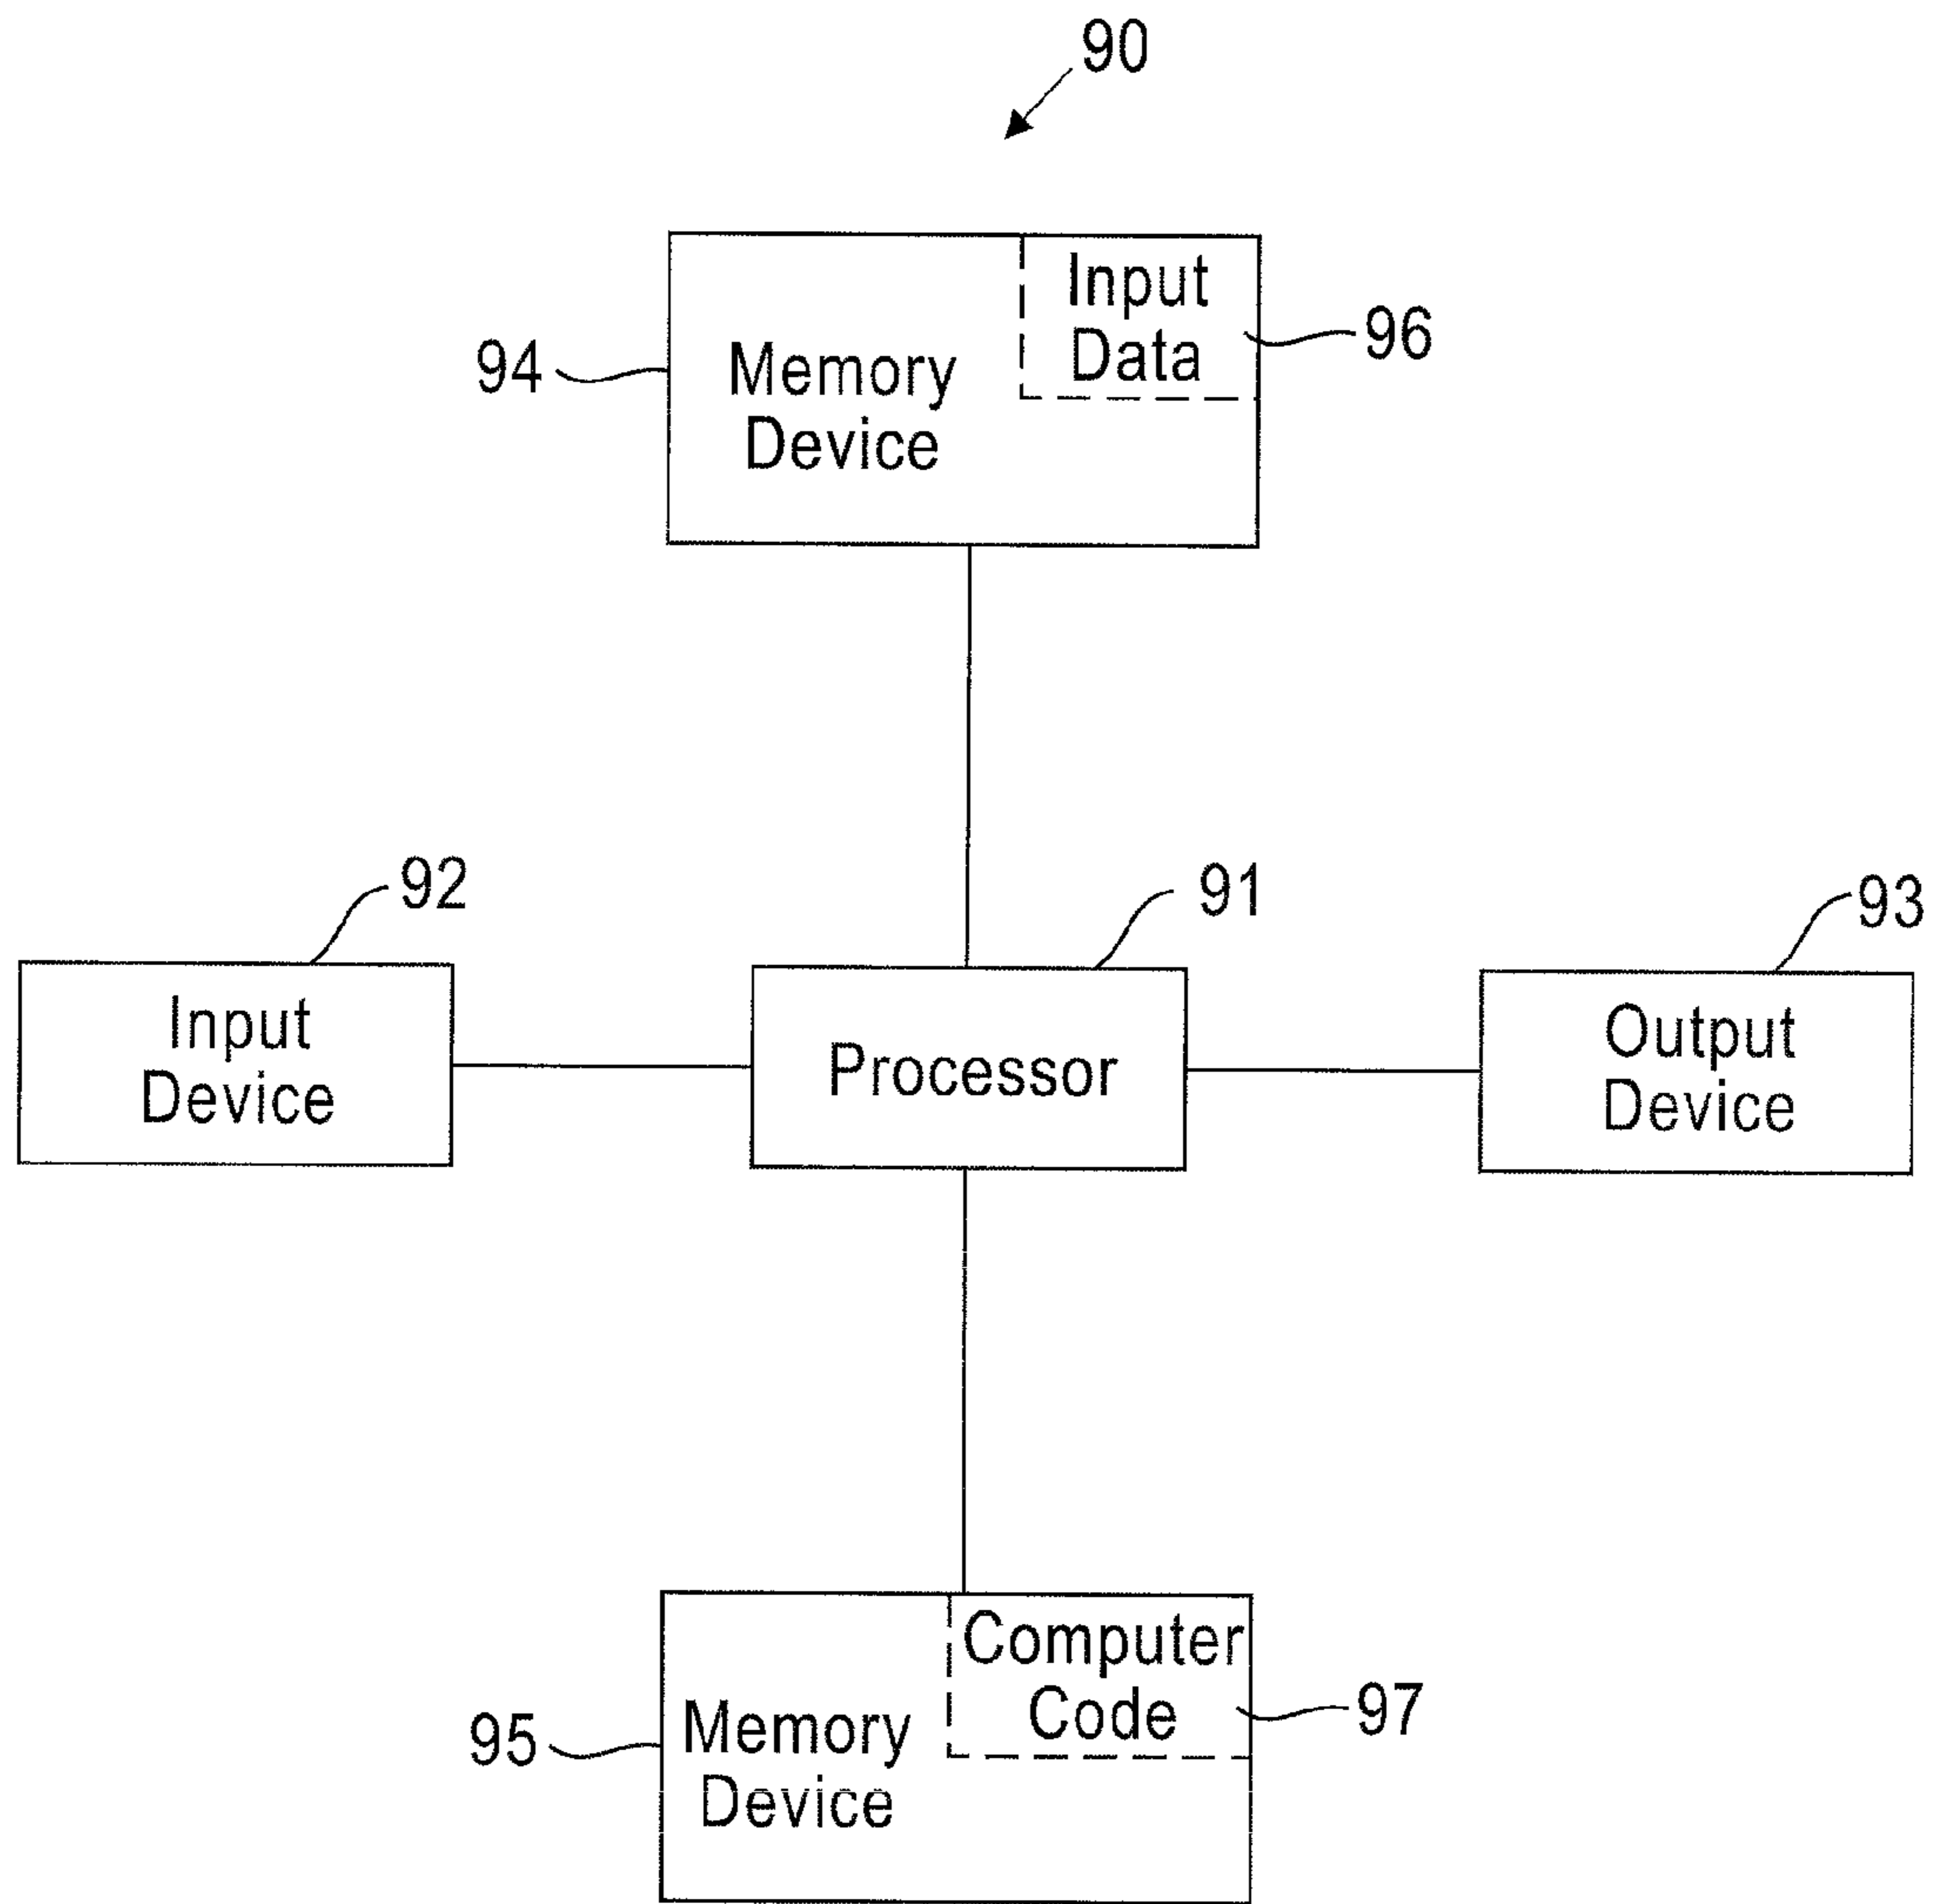 90
Input
Data
96
94
Memory
Device
92
91
93
Input
Device
Processor
Output
Device
Computer
Code
97
95
Memory
Device